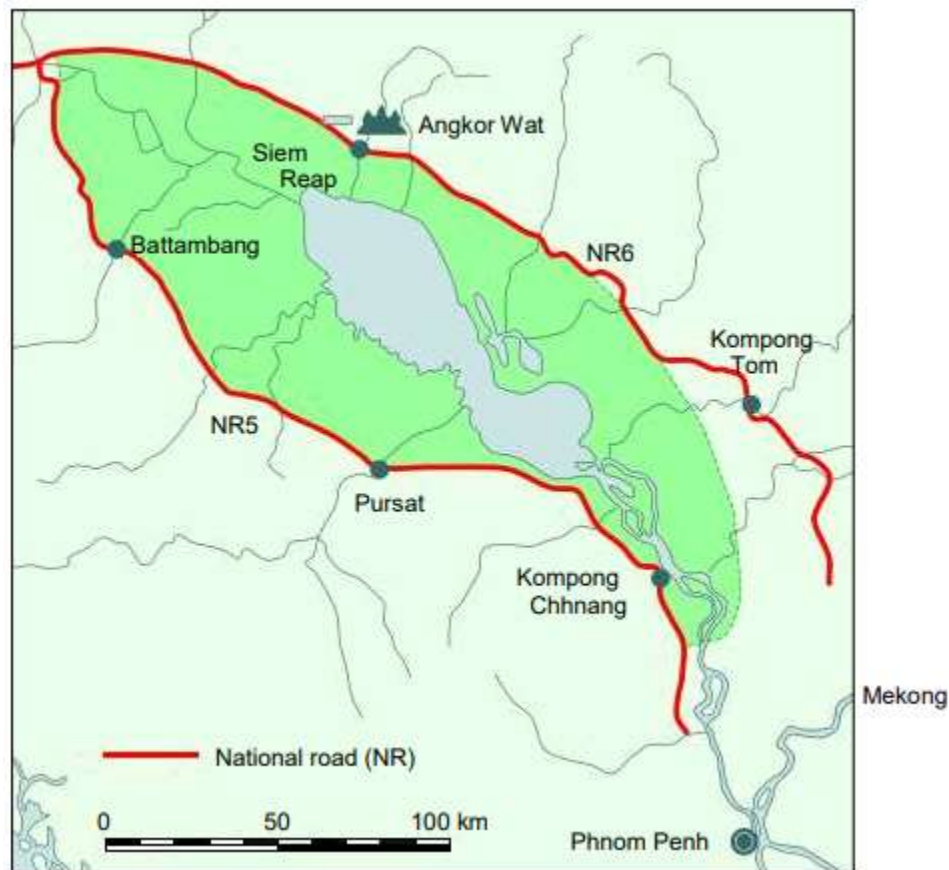 Angkor Wat
Siem
Reap
Battambang
NR6
Kompong
Tom
NR5
Pursat
Kompong
Chhnang
Mekong
National road (NR)
0 50 100 km
Phnom Penh